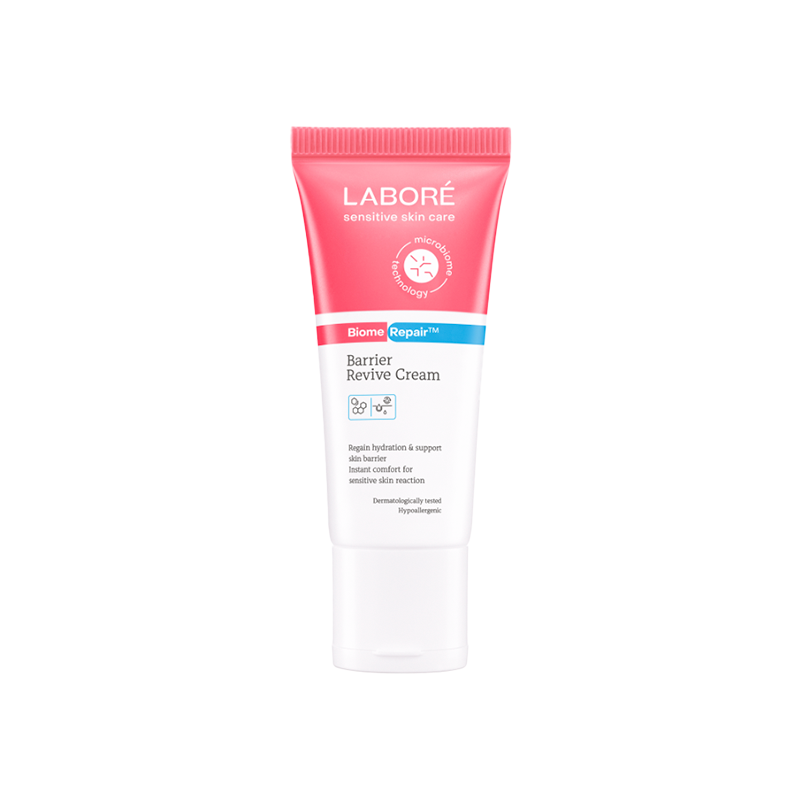 LABORÉ
sensitive skin care
microbiome
technology
Biome Repair™
Barrier
Revive Cream
Regain hydration & support
skin barrier
Instant comfort for
sensitive skin reaction
Dermatologically tested
Hypoallergenic